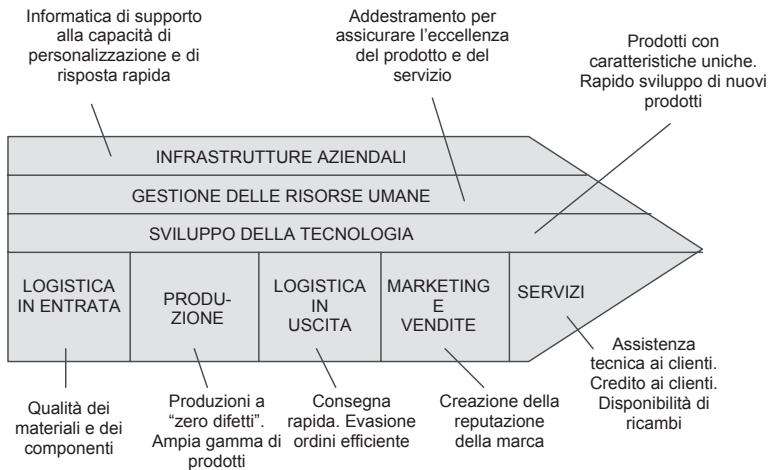 Informatica di supporto
alla capacità di
personalizzazione e di
risposta rapida
Addestramento per
assicurare l'eccellenza
del prodotto e del
servizio
Prodotti con
caratteristiche uniche.
Rapido sviluppo di nuovi
prodotti
INFRASTRUTTURE AZIENDALI
GESTIONE DELLE RISORSE UMANE
SVILUPPO DELLA TECNOLOGIA
LOGISTICA
IN ENTRATA
PRODU-
ZIONE
LOGISTICA
IN
USCITA
MARKETING
E
VENDITE
SERVIZI
Qualità dei
materiali e dei
componenti
Produzioni a
“zero difetti”.
Ampia gamma di
prodotti
Consegna
rapida. Evasione
ordini efficiente
Creazione della
reputazione
della marca
Assistenza
tecnica ai clienti.
Credito ai clienti.
Disponibilità di
ricambi